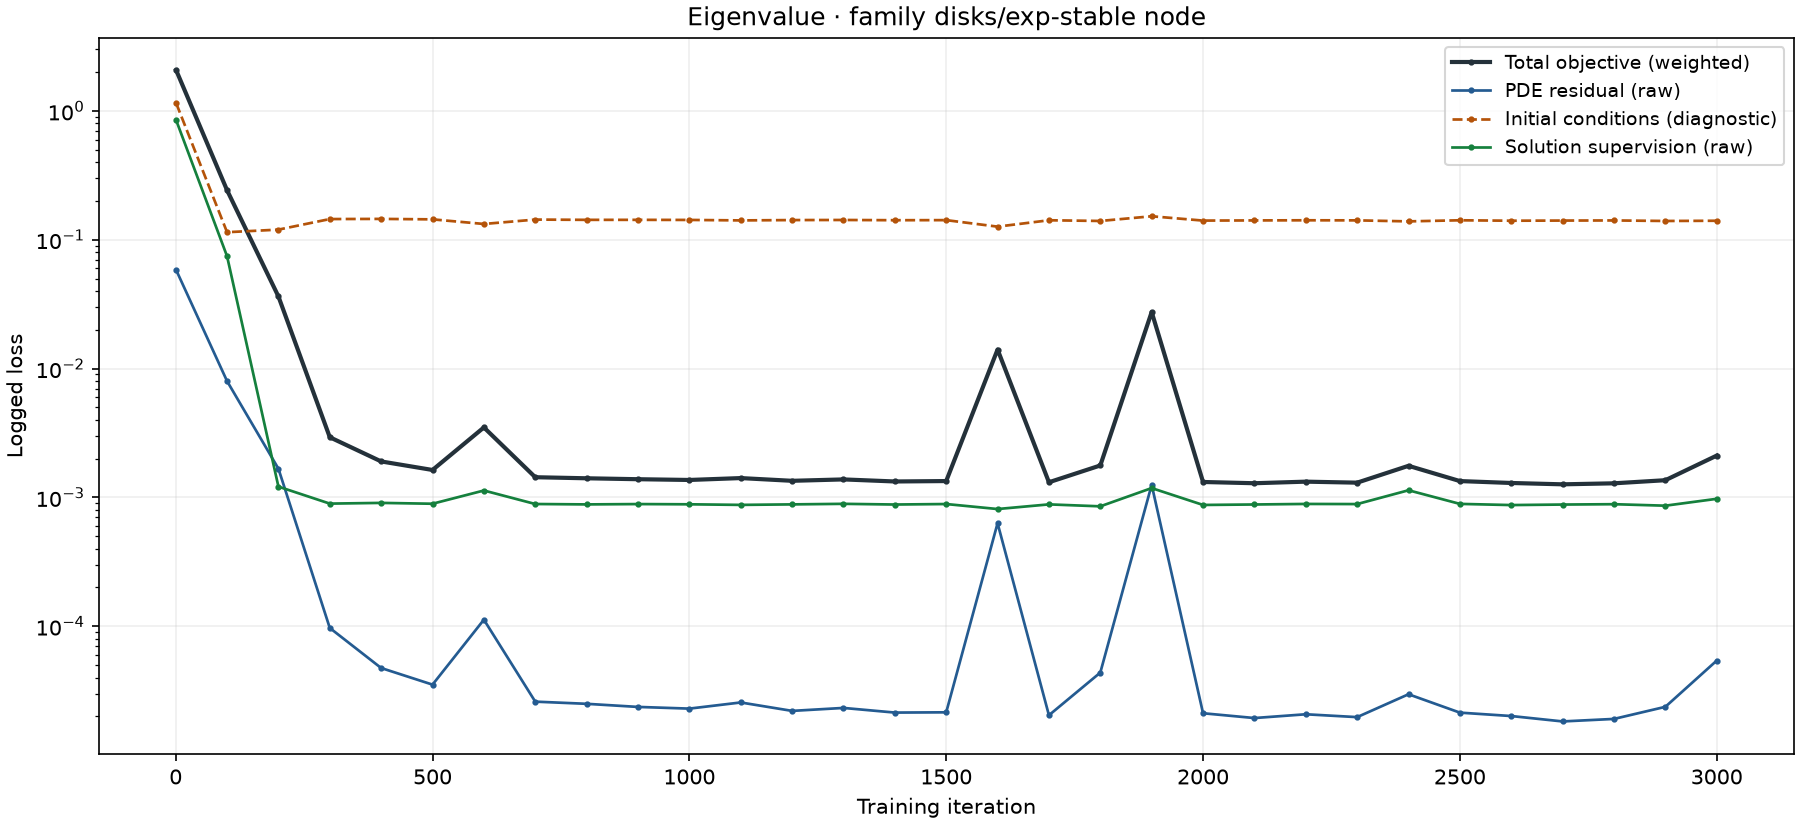 Eigenvalue · family disks/exp-stable node
Total objective (weighted)
PDE residual (raw)
Initial conditions (diagnostic)
Solution supervision (raw)
Logged loss
10⁰
10⁻¹
10⁻²
10⁻³
10⁻⁴
0 500 1000 1500 2000 2500 3000
Training iteration